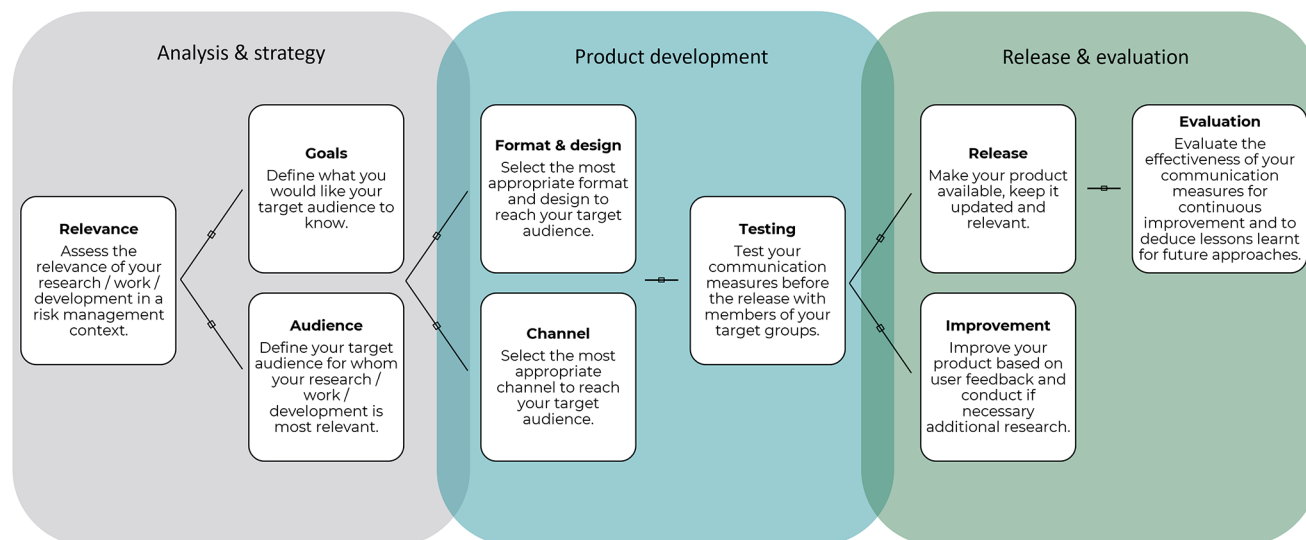 Analysis & strategy
Product development
Release & evaluation
Relevance
Assess the
relevance of your
research / work /
development in a
risk management
context.
Goals
Define what you
would like your
target audience to
know.
Audience
Define your target
audience for whom
your research /
work /
development is
most relevant.
Format & design
Select the most
appropriate format
and design to
reach your target
audience.
Channel
Select the most
appropriate
channel to reach
your target
audience.
Testing
Test your
communication
measures before
the release with
members of your
target groups.
Release
Make your product
available, keep it
updated and
relevant.
Improvement
Improve your
product based on
user feedback and
conduct if
necessary
additional research.
Evaluation
Evaluate the
effectiveness of your
communication
measures for
continuous
improvement and to
deduce lessons learnt
for future approaches.